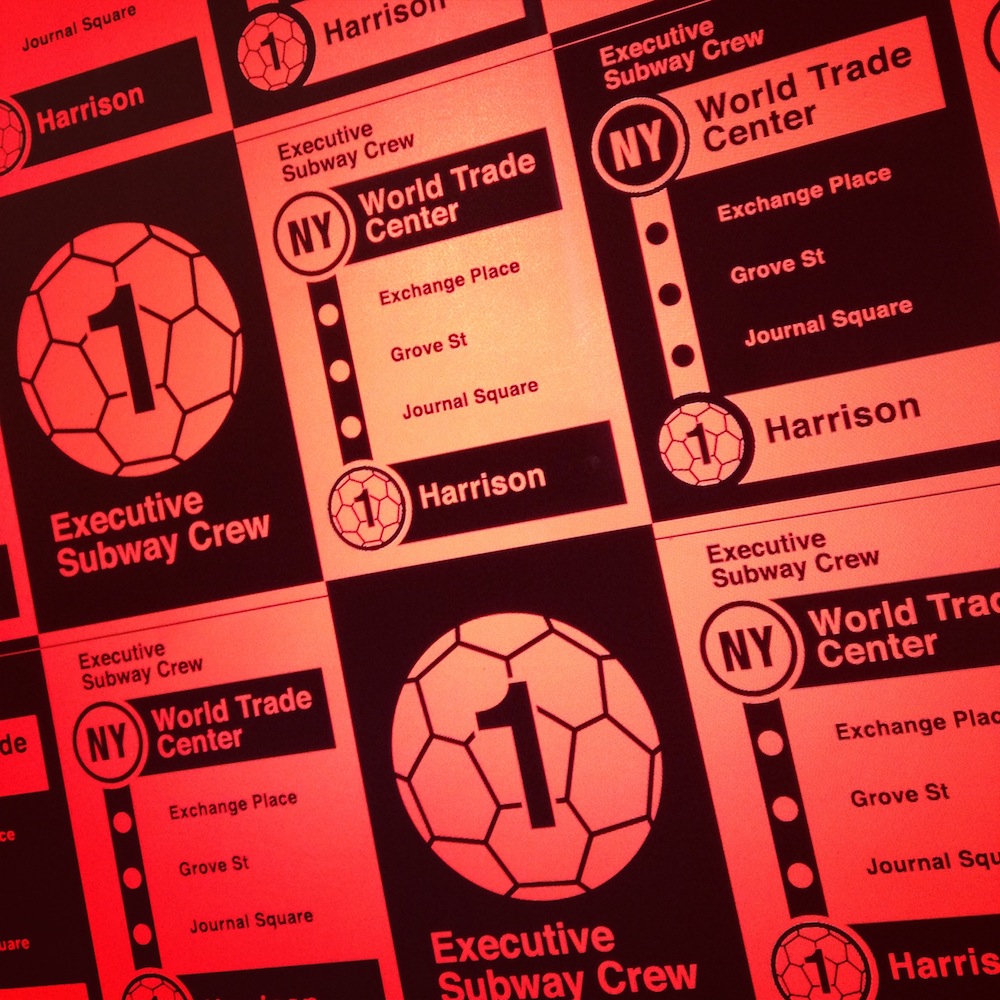 Journal Square
Harrison
1
Harrison
Executive
Subway Crew
NY
World Trade
Center
Exchange Place
Grove St
Journal Square
1
Harrison
1
Executive
Subway Crew
Executive
Subway Crew
NY
World Trade
Center
Exchange Place
Grove St
Journal Square
1
Harrison
Executive
Subway Crew
NY
World Trade
Center
Exchange Place
Grove St
Journal Square
1
1
Executive
Subway Crew
Executive
Subway Crew
NY
World Trad
Center
Exchange Plac
Grove St
Journal Squ
1
Harris
de
ce
uare